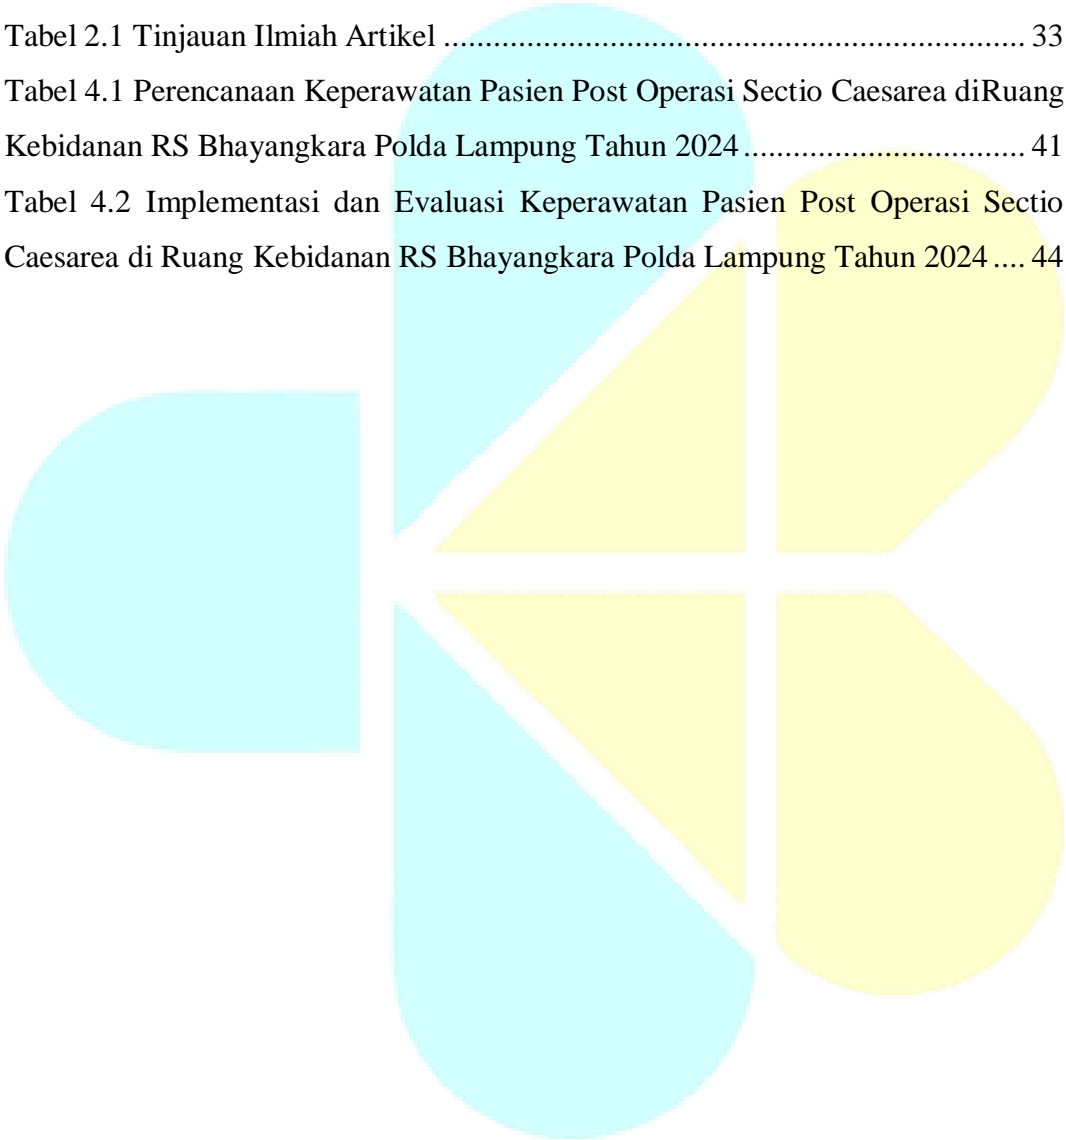 Tabel 2.1 Tinjauan Ilmiah Artikel ...................................................................... 33
Tabel 4.1 Perencanaan Keperawatan Pasien Post Operasi Sectio Caesarea diRuang
Kebidanan RS Bhayangkara Polda Lampung Tahun 2024 .................................. 41
Tabel 4.2 Implementasi dan Evaluasi Keperawatan Pasien Post Operasi Sectio
Caesarea di Ruang Kebidanan RS Bhayangkara Polda Lampung Tahun 2024 .... 44